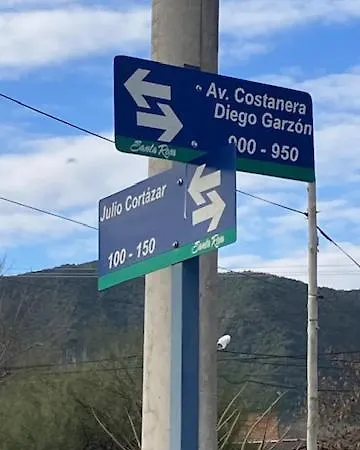 Av. Costanera
Diego Garzón
900 - 950
Santa Rosa
Julio Cortázar
100 - 150
Santa Rosa